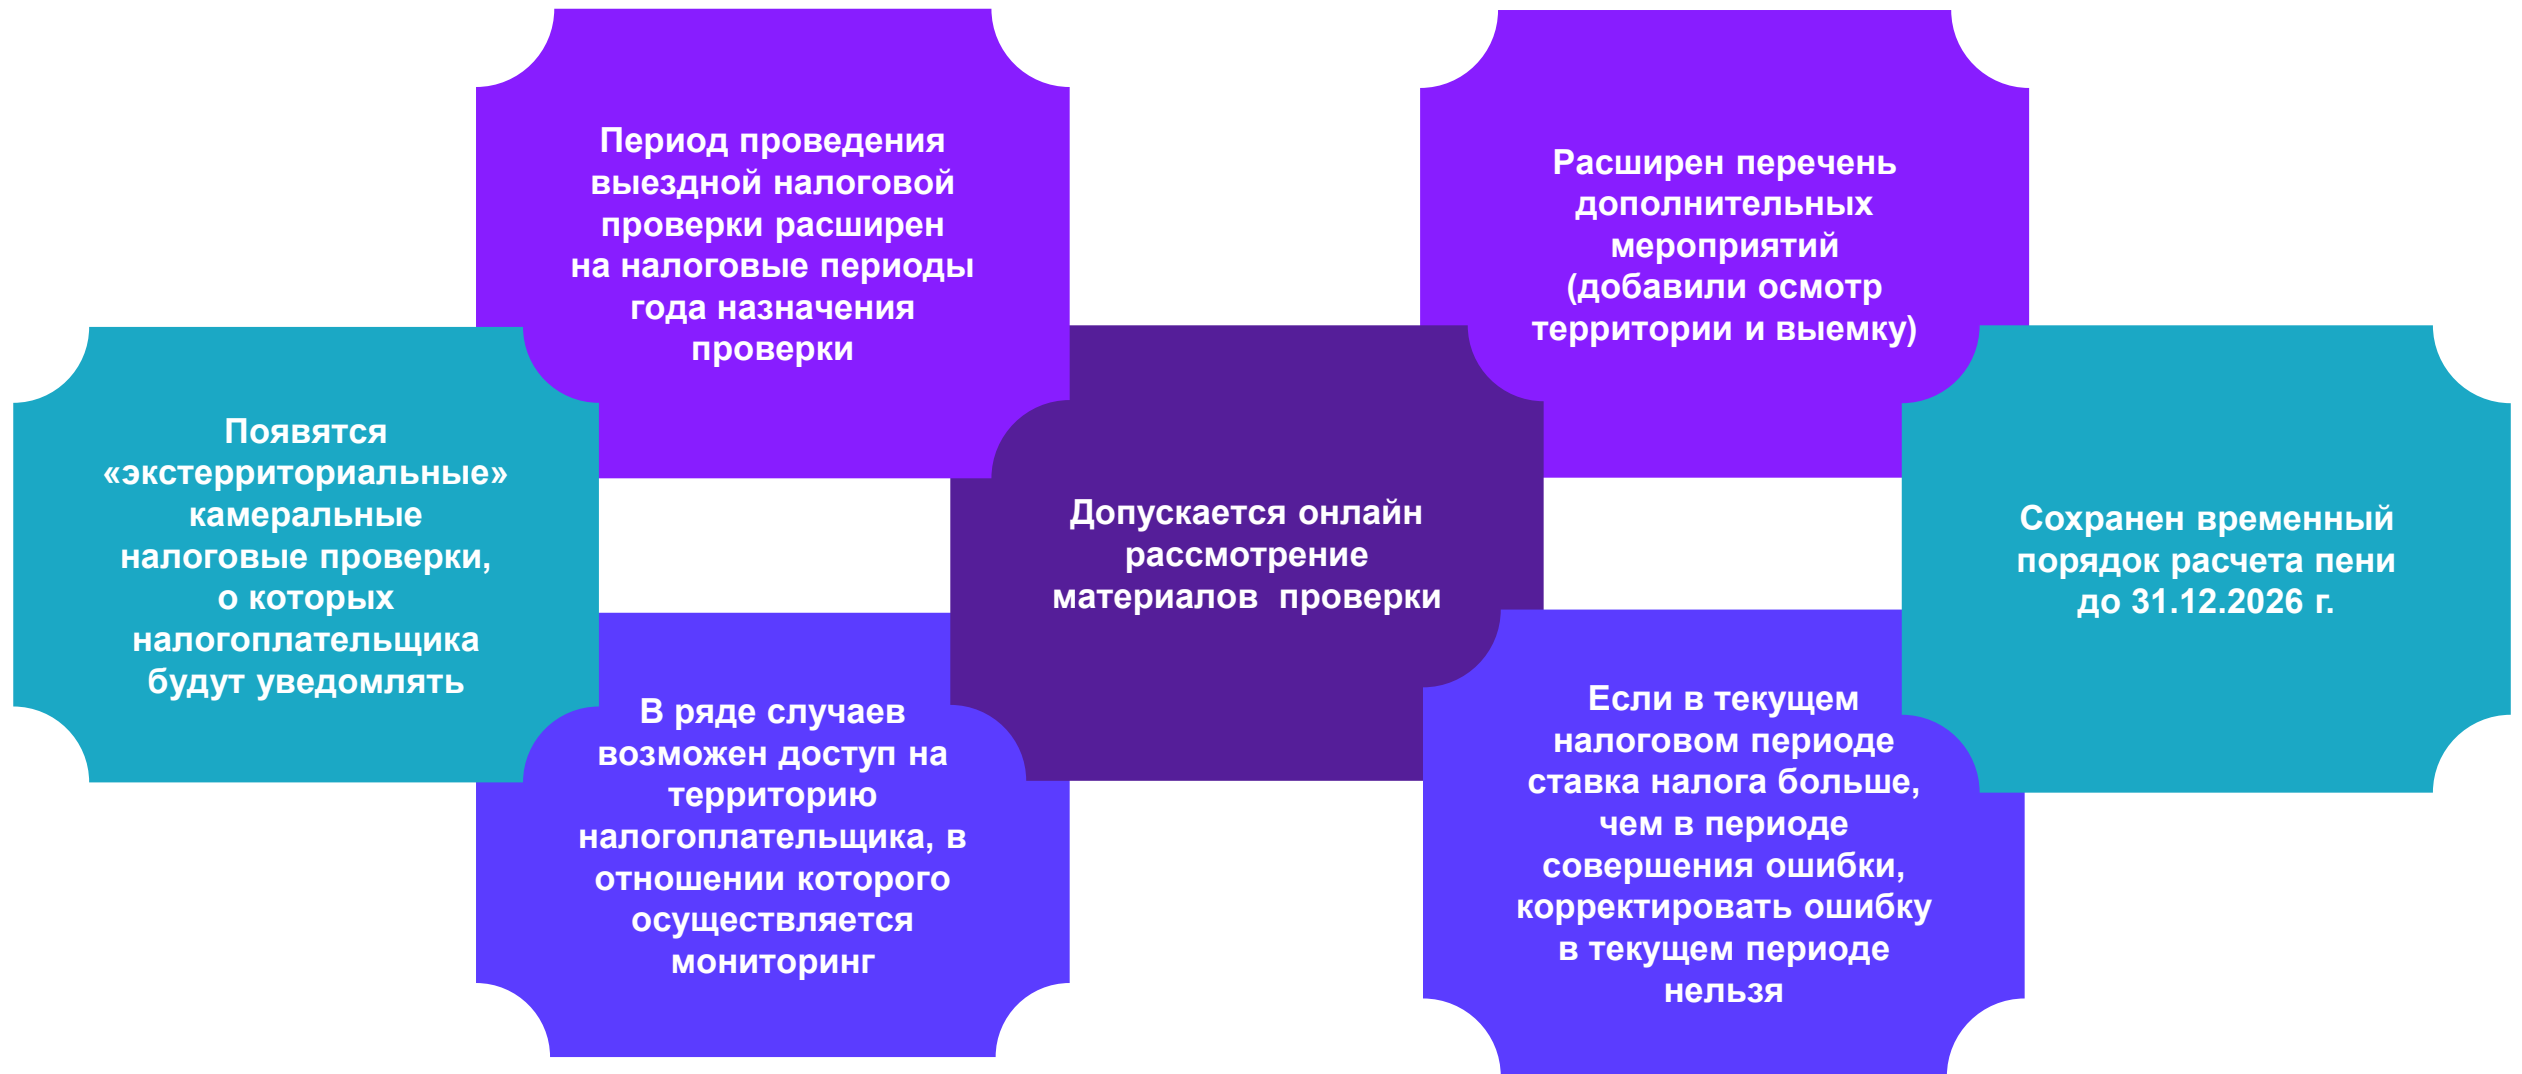 Период проведения
выездной налоговой
проверки расширен
на налоговые периоды
года назначения
проверки
Расширен перечень
дополнительных
мероприятий
(добавили осмотр
территории и выемку)
Появятся
«экстерриториальные»
камеральные
налоговые проверки,
о которых
налогоплательщика
будут уведомлять
Допускается онлайн
рассмотрение
материалов  проверки
Сохранен временный
порядок расчета пени
до 31.12.2026 г.
В ряде случаев
возможен доступ на
территорию
налогоплательщика, в
отношении которого
осуществляется
мониторинг
Если в текущем
налоговом периоде
ставка налога больше,
чем в периоде
совершения ошибки,
корректировать ошибку
в текущем периоде
нельзя